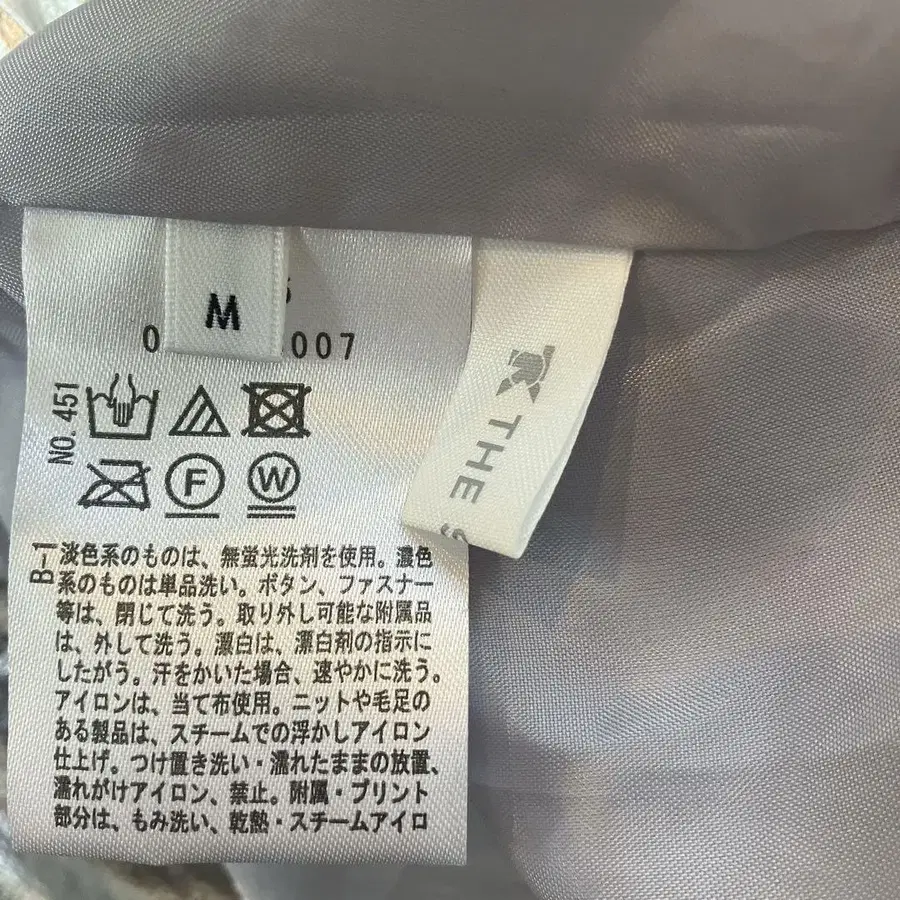 M
007
NO. 451
F
W
B-1
淡色系のものは、無蛍光洗剤を使用。濃色
系のものは単品洗い。ボタン、ファスナー
等は、閉じて洗う。取り外し可能な附属品
は、外して洗う。漂白は、漂白剤の指示に
したがう。汗をかいた場合、速やかに洗う。
アイロンは、当て布使用。ニットや毛足の
ある製品は、スチームでの浮かしアイロン
仕上げ。つけ置き洗い・濡れたままの放置、
濡れがけアイロン、禁止。附属・プリント
部分は、もみ洗い、乾熱・スチームアイロ
THE